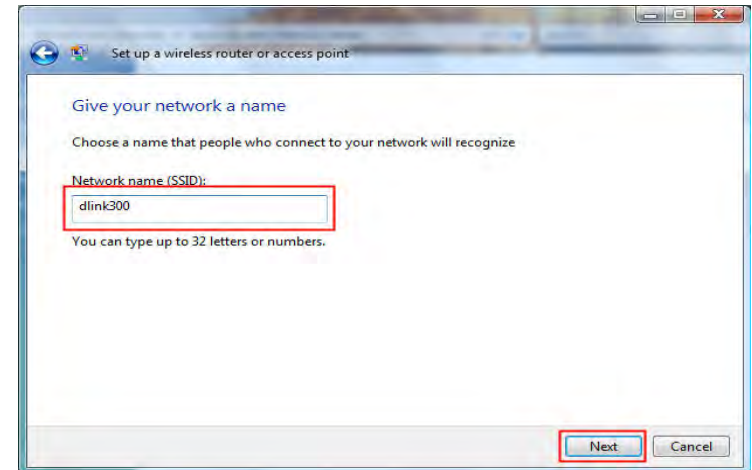 Set up a wireless router or access point
Give your network a name
Choose a name that people who connect to your network will recognize
Network name (SSID):
dlink300
You can type up to 32 letters or numbers.
Next Cancel